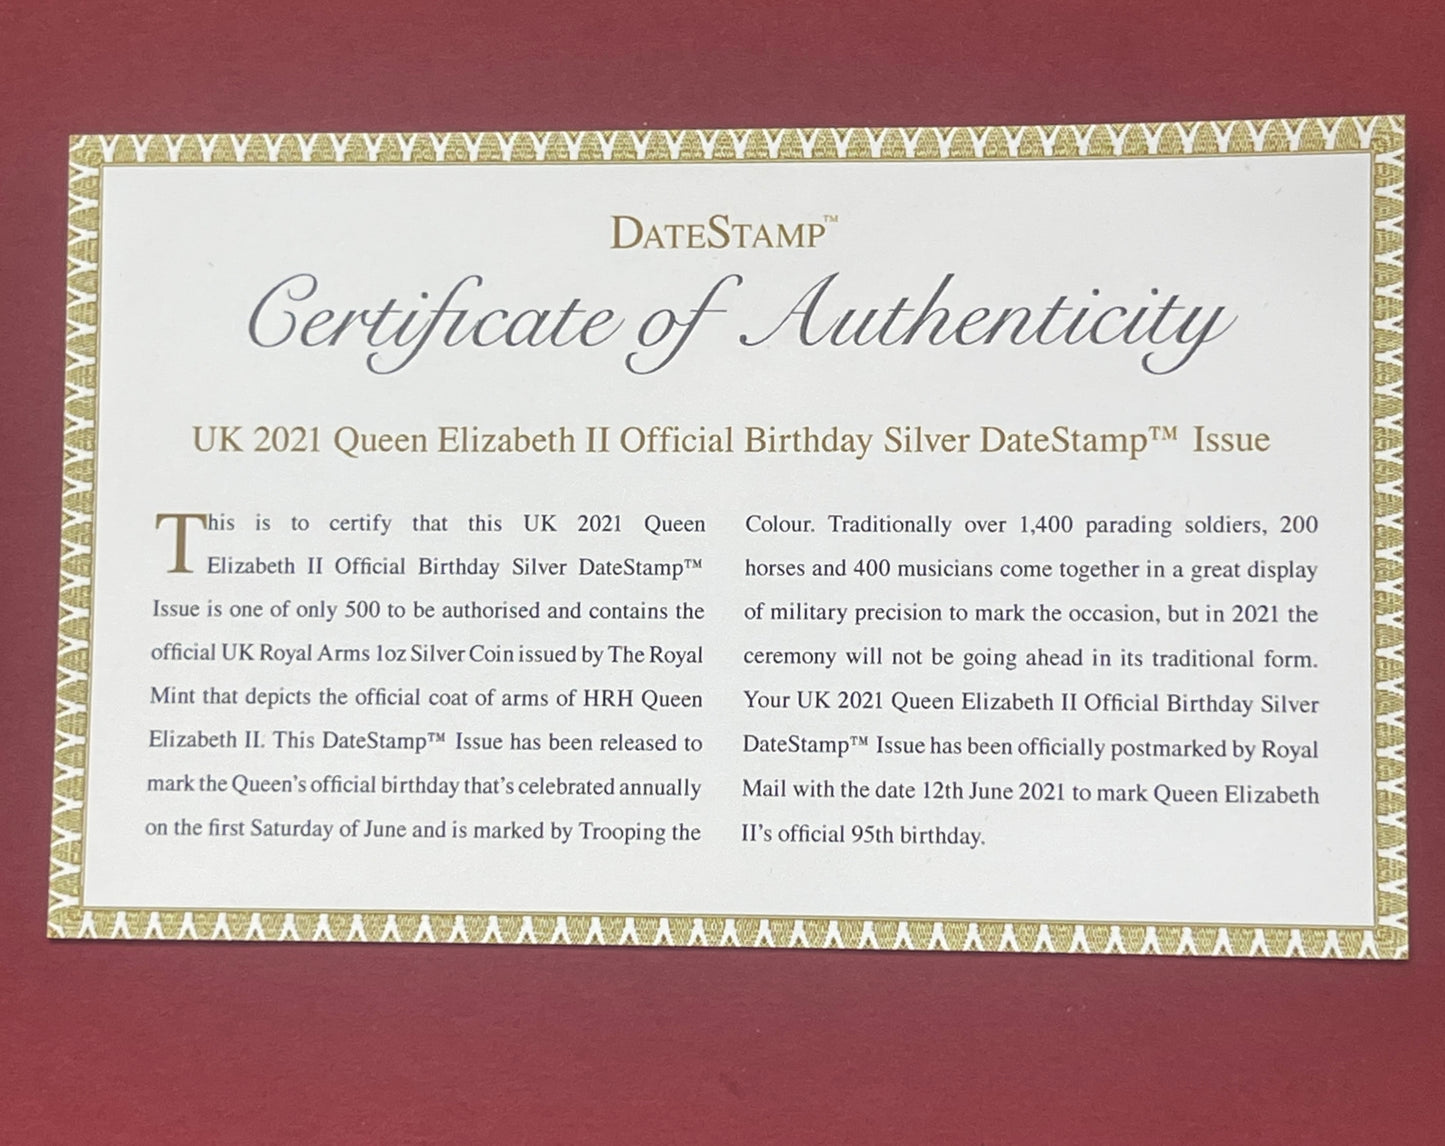 DATESTAMP™
Certificate of Authenticity
UK 2021 Queen Elizabeth II Official Birthday Silver DateStamp™ Issue
This is to certify that this UK 2021 Queen
Elizabeth II Official Birthday Silver DateStamp™
Issue is one of only 500 to be authorised and contains the
official UK Royal Arms 1oz Silver Coin issued by The Royal
Mint that depicts the official coat of arms of HRH Queen
Elizabeth II. This DateStamp™ Issue has been released to
mark the Queen's official birthday that's celebrated annually
on the first Saturday of June and is marked by Trooping the
Colour. Traditionally over 1,400 parading soldiers, 200
horses and 400 musicians come together in a great display
of military precision to mark the occasion, but in 2021 the
ceremony will not be going ahead in its traditional form.
Your UK 2021 Queen Elizabeth II Official Birthday Silver
DateStamp™ Issue has been officially postmarked by Royal
Mail with the date 12th June 2021 to mark Queen Elizabeth
II's official 95th birthday.